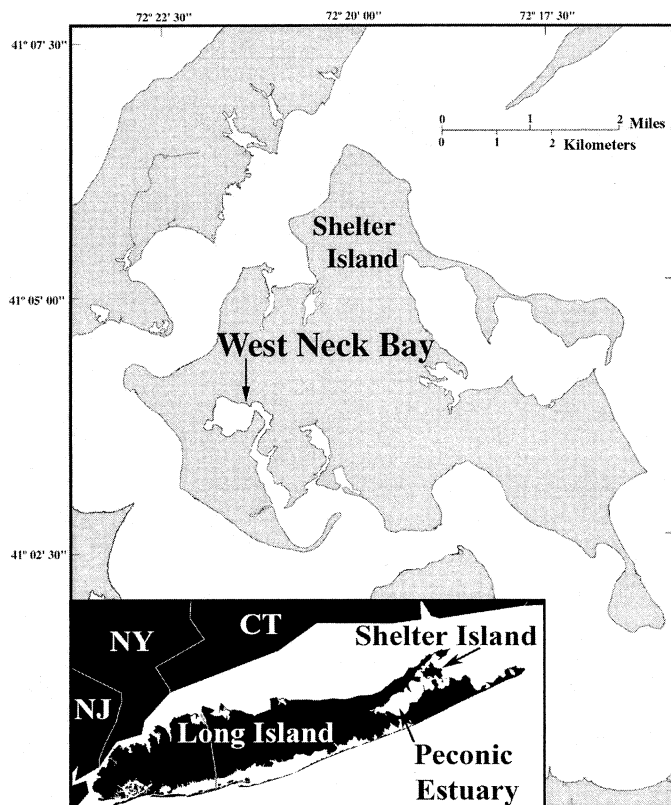 72° 22' 30" 72° 20' 00" 72° 17' 30"
41° 07' 30"
0 1 2 Miles
0 1 2 Kilometers
Shelter
Island
41° 05' 00"
West Neck Bay
41° 02' 30"
CT
NY
Shelter Island
NJ
Long Island
Peconic
Estuary